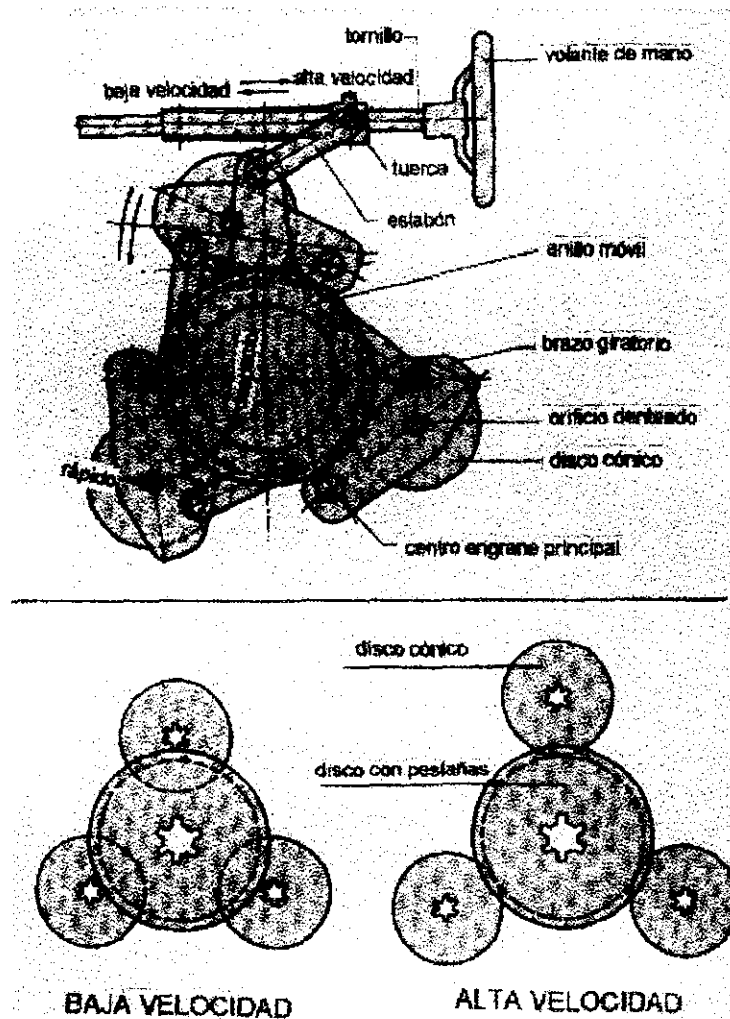 tornillo
volante de mano
alta velocidad
baja velocidad
tuerca
eslabón
anillo móvil
brazo giratorio
orificio denteado
disco cónico
rápido
centro engrane principal
disco cónico
disco con pestañas
BAJA VELOCIDAD
ALTA VELOCIDAD